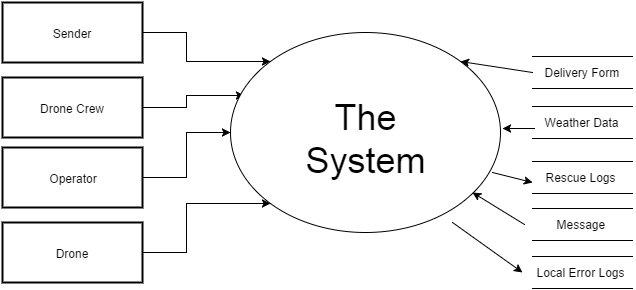 Sender
Drone Crew
Operator
Drone
The
System
Delivery Form
Weather Data
Rescue Logs
Message
Local Error Logs